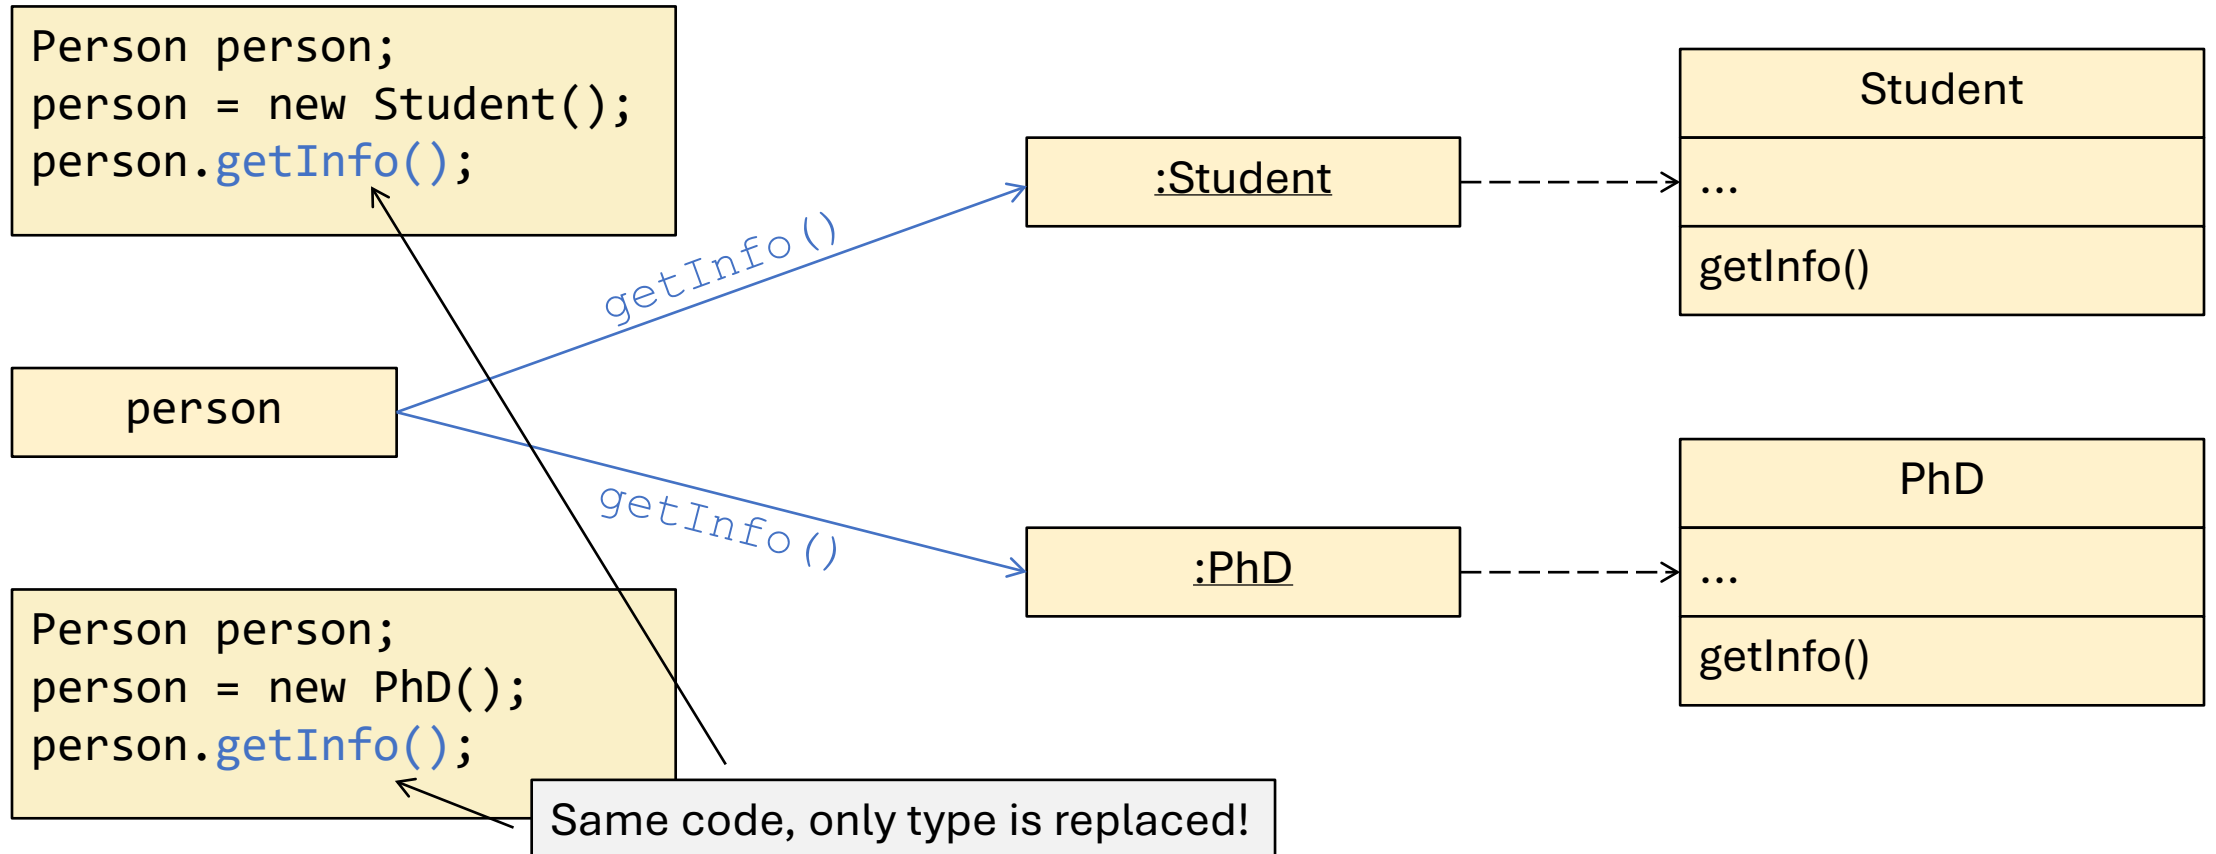 Person person;
person = new Student();
person.getInfo();
getInfo()
:Student
Student
...
getInfo()
person
getInfo()
:PhD
PhD
...
getInfo()
Person person;
person = new PhD();
person.getInfo();
Same code, only type is replaced!